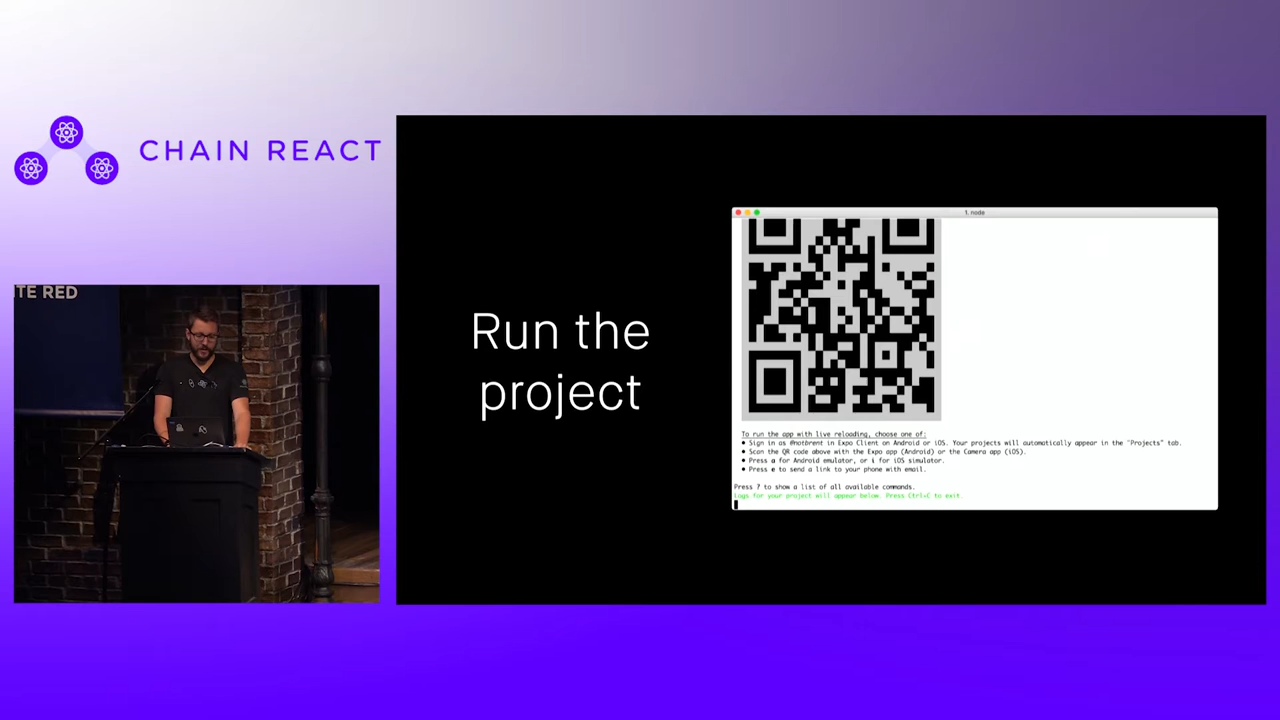 CHAIN REACT
ITE RED
Run the
project
1. node
To run the app with live reloading, choose one of:
• Sign in as @notbrent in Expo Client on Android or iOS. Your projects will automatically appear in the "Projects" tab.
• Scan the QR code above with the Expo app (Android) or the Camera app (iOS).
• Press a for Android emulator, or i for iOS simulator.
• Press e to send a link to your phone with email.
Press ? to show a list of all available commands.
Logs for your project will appear below. Press Ctrl+C to exit.